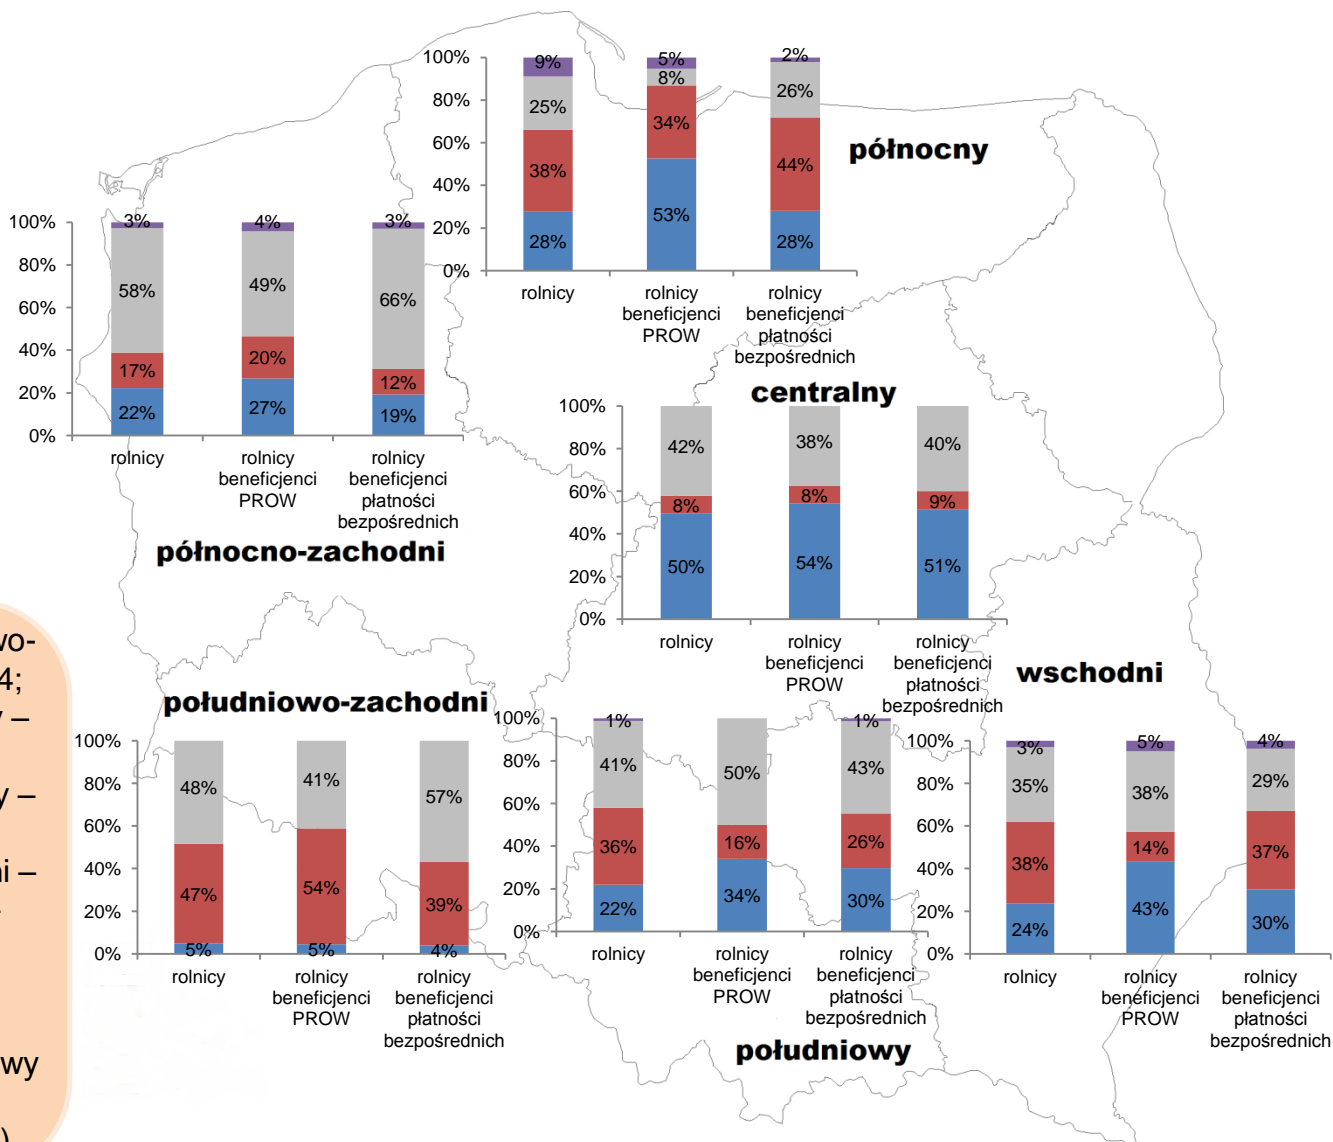 100%
80%
60%
40%
20%
0%
9%
25%
38%
28%
5%
8%
34%
53%
2%
26%
44%
28%
rolnicy
rolnicy
beneficjenci
PROW
rolnicy
beneficjenci
płatności
bezpośrednich
północny
100%
80%
60%
40%
20%
0%
3%
58%
17%
22%
4%
49%
20%
27%
3%
66%
12%
19%
rolnicy
rolnicy
beneficjenci
PROW
rolnicy
beneficjenci
płatności
bezpośrednich
północno-zachodni
centralny
100%
80%
60%
40%
20%
0%
42%
8%
50%
38%
8%
54%
40%
9%
51%
rolnicy
rolnicy
beneficjenci
PROW
rolnicy
beneficjenci
płatności
bezpośrednich
wo-
4;
y –
y –
ni –
wy
)
południowo-zachodni
100%
80%
60%
40%
20%
0%
48%
47%
5%
41%
54%
5%
57%
39%
4%
rolnicy
rolnicy
beneficjenci
PROW
rolnicy
beneficjenci
płatności
bezpośrednich
100%
80%
60%
40%
20%
0%
1%
41%
36%
22%
50%
16%
34%
1%
43%
26%
30%
rolnicy
rolnicy
beneficjenci
PROW
rolnicy
beneficjenci
płatności
bezpośrednich
południowy
wschodni
100%
80%
60%
40%
20%
0%
3%
35%
38%
24%
5%
38%
14%
43%
4%
29%
37%
30%
rolnicy
rolnicy
beneficjenci
PROW
rolnicy
beneficjenci
płatności
bezpośrednich